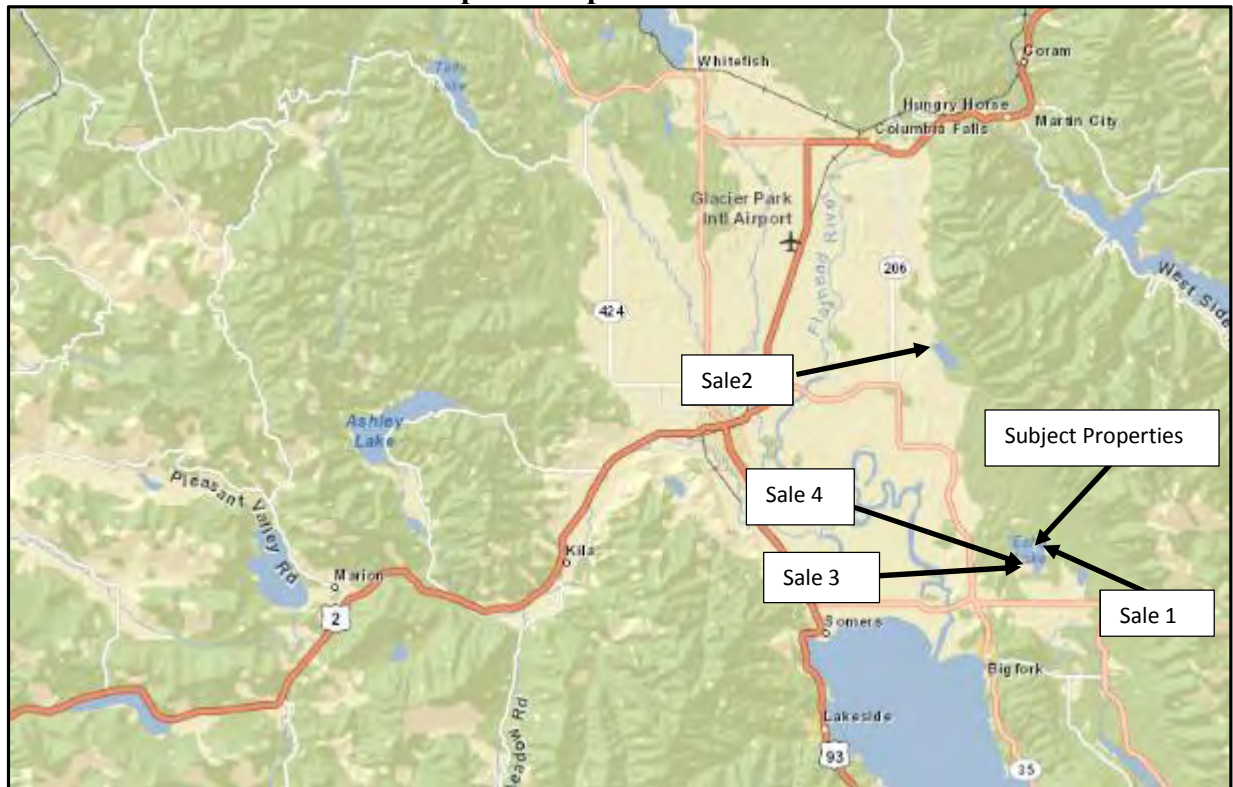 Whitefish
Coram
Hungry Horse
Martin City
Columbia Falls
Glacier Park
Intl Airport
Flathead River
206
West Side
424
Sale2
Ashley
Lake
Subject Properties
Pleasant Valley Rd
Sale 4
Kila
Marion
Sale 3
Lake
2
Sale 1
Somers
Bigfork
Meadow Rd
Lakeside
93
35